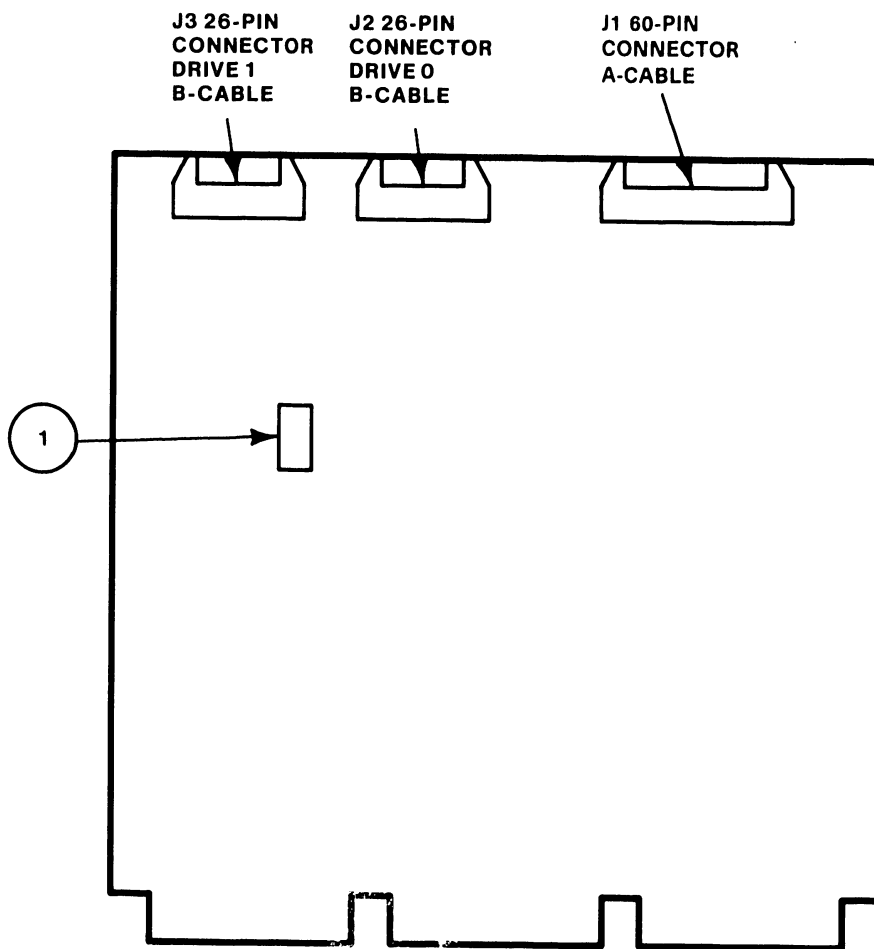 J3 26-PIN
CONNECTOR
DRIVE 1
B-CABLE
J2 26-PIN
CONNECTOR
DRIVE 0
B-CABLE
J1 60-PIN
CONNECTOR
A-CABLE
1